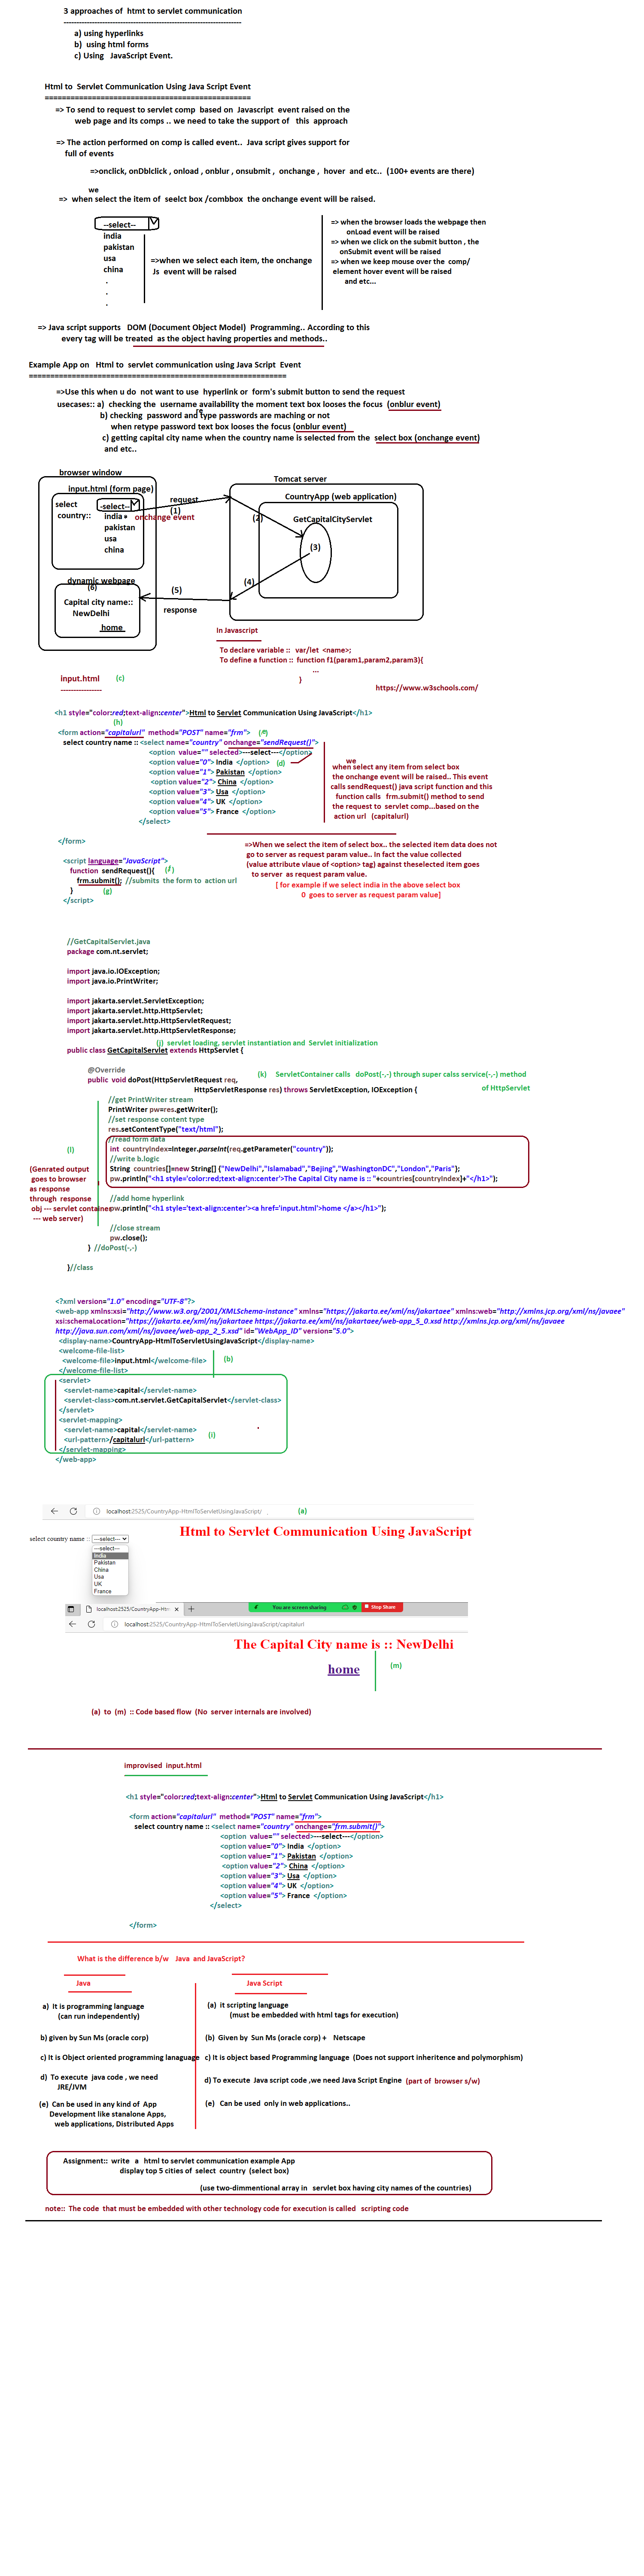 3 approaches of  htmt to servlet communication
-----------------------------------------------------------------------
a) using hyperlinks
b)  using html forms
c) Using   JavaScript Event.
Html to  Servlet Communication Using Java Script Event
================================================
=> To send to request to servlet comp  based on  Javascript  event raised on the
web page and its comps .. we need to take the support of   this  approach
=> The action performed on comp is called event..  Java script gives support for
full of events
=>onclick, onDblclick , onload , onblur , onsubmit ,  onchange ,  hover  and etc..  (100+ events are there)
we
=>  when select the item of  seelct box /combbox  the onchange event will be raised.
--select--
india
pakistan
usa
china
.
.
.
=>when we select each item, the onchange
Js  event will be raised
=> when the browser loads the webpage then
onLoad event will be raised
=> when we click on the submit button , the
onSubmit event will be raised
=> when we keep mouse over the  comp/
element hover event will be raised
and etc...
=> Java script supports   DOM (Document Object Model)  Programming.. According to this
every tag will be treated  as the object having properties and methods..
Example App on   Html to  servlet communication using Java Script  Event
============================================================
=>Use this when u do  not want to use  hyperlink or  form's submit button to send the request
usecases:: a)  checking the  username availability the moment text box looses the focus  (onblur event)
re
b) checking  password and type passwords are maching or not
when retype password text box looses the focus (onblur event)
c) getting capital city name when the country name is selected from the  select box (onchange event)
and etc..
browser window
input.html (form page)
select
country::
-select--
india
pakistan
usa
china
onchange event
request
(1)
Tomcat server
CountryApp (web application)
GetCapitalCityServlet
(2)
(3)
(4)
(5)
response
dynamic webpage
(6)
Capital city name::
NewDelhi
home
In Javascript
To declare variable ::   var/let  <name>;
To define a function ::  function f1(param1,param2,param3){
...
}
https://www.w3schools.com/
input.html
(c)
----------------
<h1 style="color:red;text-align:center">Html to Servlet Communication Using JavaScript</h1>
(h)
<form action="capitalurl"  method="POST" name="frm">
(e)
select country name :: <select name="country" onchange="sendRequest()">
<option  value="" selected>---select---</option>
<option value="0"> India  </option>
(d)
<option value="1"> Pakistan  </option>
<option value="2"> China  </option>
<option value="3"> Usa  </option>
<option value="4"> UK  </option>
<option value="5"> France  </option>
</select>
we
when select any item from select box
the onchange event will be raised.. This event
calls sendRequest() java script function and this
function calls   frm.submit() method to send
the request to  servlet comp...based on the
action url   (capitalurl)
</form>
<script language="JavaScript">
function  sendRequest(){
(f)
frm.submit();  //submits  the form to  action url
}
(g)
</script>
=>When we select the item of select box.. the selected item data does not
go to server as request param value.. In fact the value collected
(value attribute vlaue of <option> tag) against theselected item goes
to server  as request param value.
[ for example if we select india in the above select box
0  goes to server as request param value]
//GetCapitalServlet.java
package com.nt.servlet;
import java.io.IOException;
import java.io.PrintWriter;
import jakarta.servlet.ServletException;
import jakarta.servlet.http.HttpServlet;
import jakarta.servlet.http.HttpServletRequest;
import jakarta.servlet.http.HttpServletResponse;
(j)  servlet loading, servlet instantiation and  Servlet initialization
public class GetCapitalServlet extends HttpServlet {
@Override
(k)    ServletContainer calls   doPost(-,-) through super calss service(-,-) method
of HttpServlet
public  void doPost(HttpServletRequest req,
HttpServletResponse res) throws ServletException, IOException {
//get PrintWriter stream
PrintWriter pw=res.getWriter();
//set response content type
res.setContentType("text/html");
//read form data
int  countryIndex=Integer.parseInt(req.getParameter("country"));
//write b.logic
String  countries[]=new String[] {"NewDelhi","Islamabad","Bejing","WashingtonDC","London","Paris"};
pw.println("<h1 style='color:red;text-align:center'>The Capital City name is :: "+countries[countryIndex]+"</h1>");
(l)
(Genrated output
goes to browser
as response
through  response
obj --- servlet container
--- web server)
//add home hyperlink
pw.println("<h1 style='text-align:center'><a href='input.html'>home </a></h1>");
//close stream
pw.close();
}  //doPost(-,-)
}//class
<?xml version="1.0" encoding="UTF-8"?>
<web-app xmlns:xsi="http://www.w3.org/2001/XMLSchema-instance" xmlns="https://jakarta.ee/xml/ns/jakartaee" xmlns:web="http://xmlns.jcp.org/xml/ns/javaee"
xsi:schemaLocation="https://jakarta.ee/xml/ns/jakartaee https://jakarta.ee/xml/ns/jakartaee/web-app_5_0.xsd http://xmlns.jcp.org/xml/ns/javaee
http://java.sun.com/xml/ns/javaee/web-app_2_5.xsd" id="WebApp_ID" version="5.0">
<display-name>CountryApp-HtmlToServletUsingJavaScript</display-name>
<welcome-file-list>
<welcome-file>input.html</welcome-file>
(b)
</welcome-file-list>
<servlet>
<servlet-name>capital</servlet-name>
<servlet-class>com.nt.servlet.GetCapitalServlet</servlet-class>
</servlet>
<servlet-mapping>
<servlet-name>capital</servlet-name>
<url-pattern>/capitalurl</url-pattern>
(i)
</servlet-mapping>
</web-app>
localhost:2525/CountryApp-HtmlToServletUsingJavaScript/
(a)
Html to Servlet Communication Using JavaScript
select country name :: ---select---
---select---
India
Pakistan
China
Usa
UK
France
localhost:2525/CountryApp-Html
You are screen sharing
Stop Share
localhost:2525/CountryApp-HtmlToServletUsingJavaScript/capitalurl
The Capital City name is :: NewDelhi
home
(m)
(a)  to  (m)  :: Code based flow  (No  server internals are involved)
improvised  input.html
<h1 style="color:red;text-align:center">Html to Servlet Communication Using JavaScript</h1>
<form action="capitalurl"  method="POST" name="frm">
select country name :: <select name="country" onchange="frm.submit()">
<option  value="" selected>---select---</option>
<option value="0"> India  </option>
<option value="1"> Pakistan  </option>
<option value="2"> China  </option>
<option value="3"> Usa  </option>
<option value="4"> UK  </option>
<option value="5"> France  </option>
</select>
</form>
What is the difference b/w   Java  and JavaScript?
Java
Java Script
a)  It is programming language
(can run independently)
(a)  it scripting language
(must be embedded with html tags for execution)
b) given by Sun Ms (oracle corp)
(b)  Given by  Sun Ms (oracle corp) +   Netscape
c) It is Object oriented programming lanaguage
c) It is object based Programming language  (Does not support inheritence and polymorphism)
d)  To execute  java code , we need
JRE/JVM
d) To execute  Java script code ,we need Java Script Engine  (part of  browser s/w)
(e)  Can be used in any kind of  App
Development like stanalone Apps,
web applications, Distributed Apps
(e)   Can be used  only in web applications..
Assignment::  write   a   html to servlet communication example App
display top 5 cities of  select  country  (select box)
(use two-dimmentional array in   servlet box having city names of the countries)
note::  The code  that must be embedded with other technology code for execution is called   scripting code